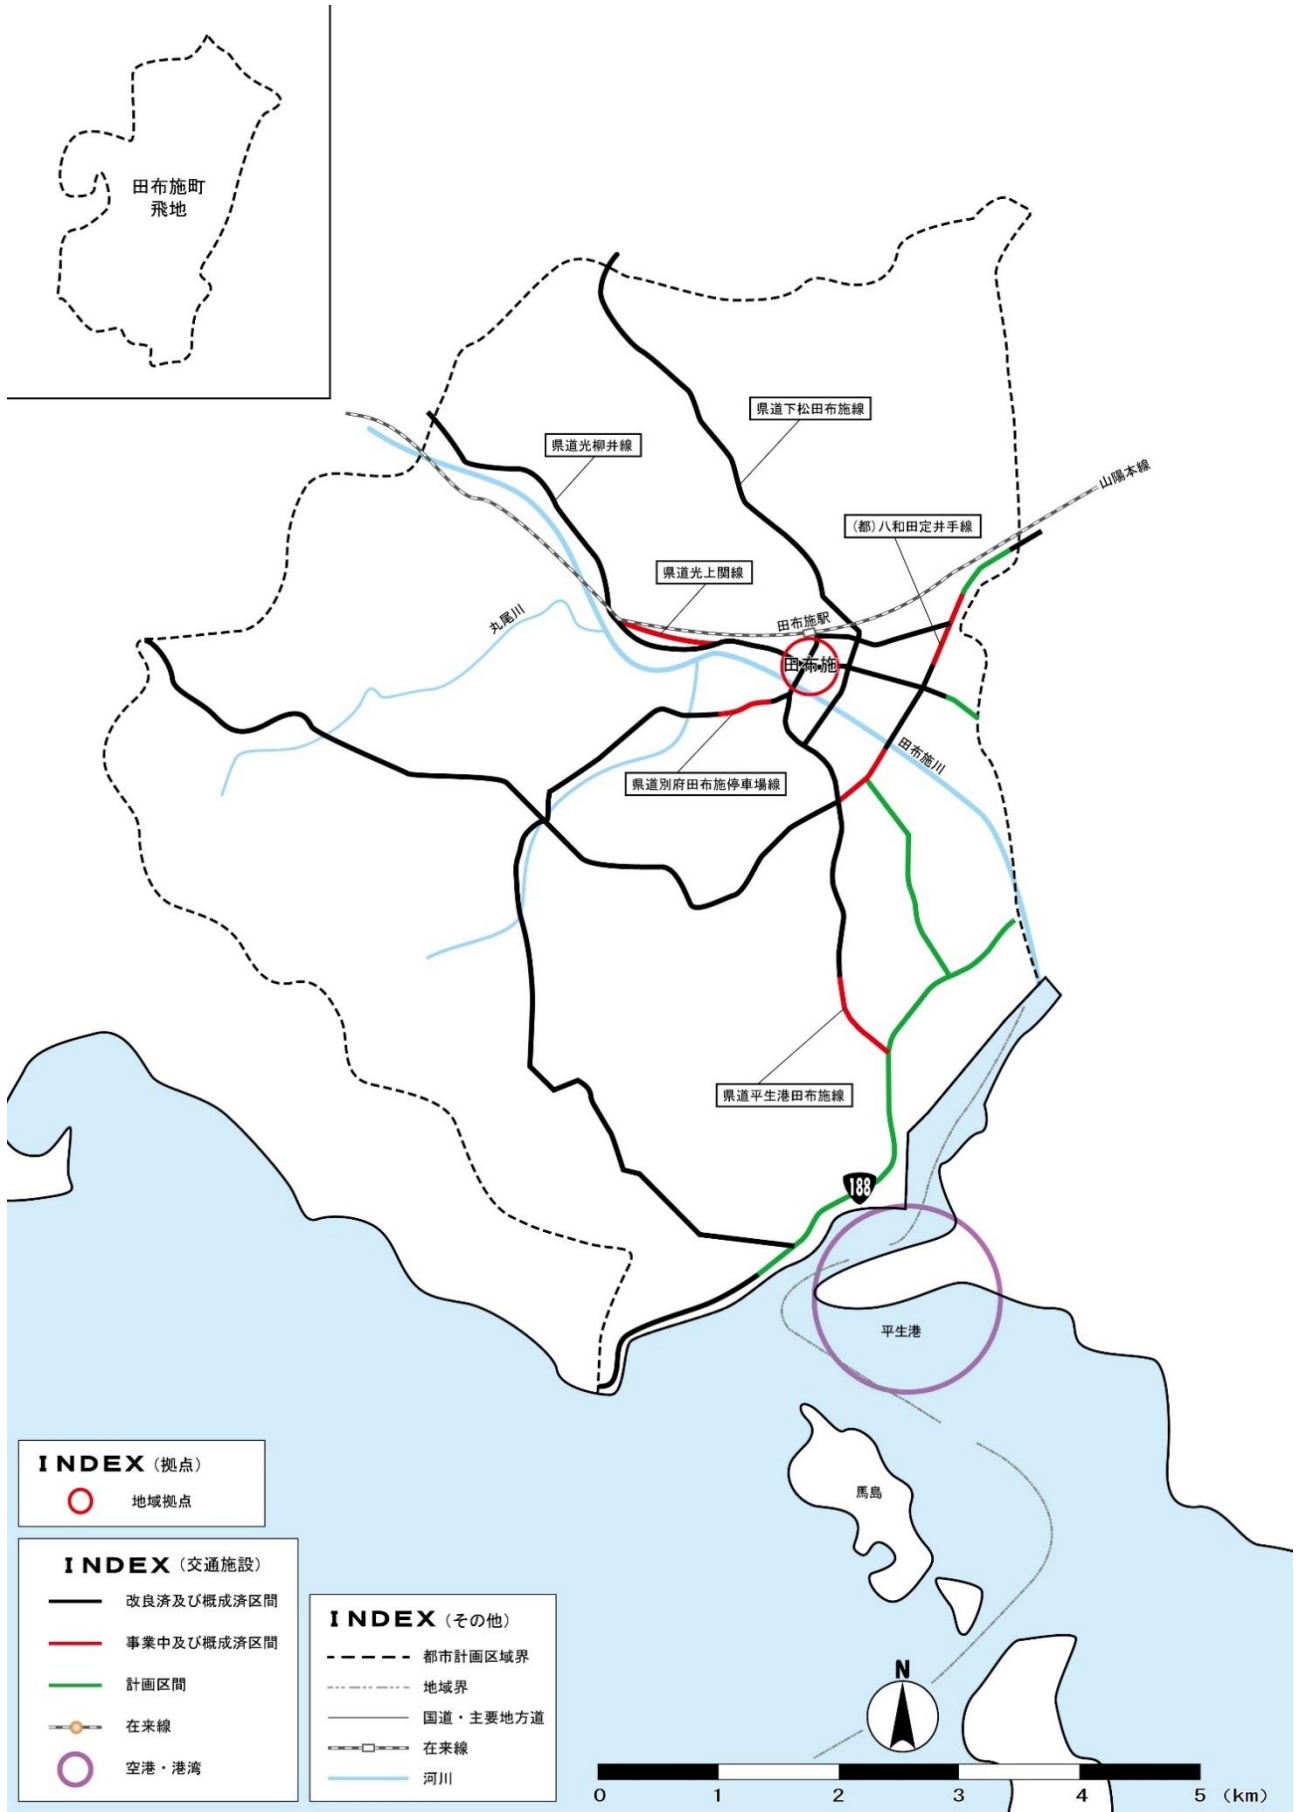 田布施町
飛地
県道下松田布施線
県道光柳井線
山陽本線
(都)八和田定井手線
県道光上関線
丸尾川
田布施駅
田布施
田布施川
県道別府田布施停車場線
県道平生港田布施線
188
平生港
馬島
INDEX(拠点)
地域拠点
INDEX(交通施設)
改良済及び概成済区間
事業中及び概成済区間
計画区間
在来線
空港・港湾
INDEX(その他)
都市計画区域界
地域界
国道・主要地方道
在来線
河川
N
0 1 2 3 4 5 (km)